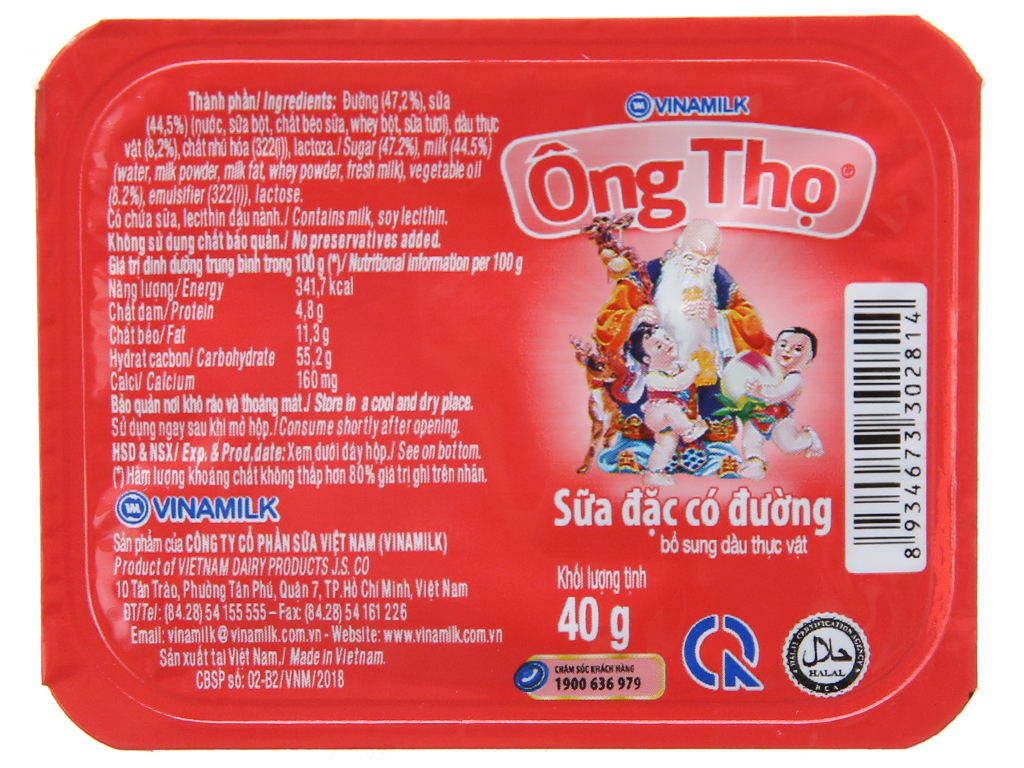 Thành phần/ Ingredients: Đường (47,2%), sữa
(44,5%) (nước, sữa bột, chất béo sữa, whey bột, sữa tươi), dầu thực
vật (8,2%), chất nhũ hóa (322(i)), lactoza./ Sugar (47.2%), milk (44.5%)
(water, milk powder, milk fat, whey powder, fresh milk), vegetable oil
(8.2%), emulsifier (322(i)), lactose.
Có chứa sữa, lecithin đậu nành./ Contains milk, soy lecithin.
Không sử dụng chất bảo quản./ No preservatives added.
Giá trị dinh dưỡng trung bình trong 100 g (*)/ Nutritional information per 100 g
Năng lượng/ Energy 341,7 kcal
Chất đạm/ Protein 4,8 g
Chất béo/ Fat 11,3 g
Hydrat cacbon/ Carbohydrate 55,2 g
Calci/ Calcium 160 mg
Bảo quản nơi khô ráo và thoáng mát./ Store in a cool and dry place.
Sử dụng ngay sau khi mở hộp./Consume shortly after opening.
HSD & NSX/ Exp. & Prod.date: Xem dưới đáy hộp./ See on bottom.
(*) Hàm lượng khoáng chất không thấp hơn 80% giá trị ghi trên nhãn.
VINAMILK
Sản phẩm của CÔNG TY CỔ PHẦN SỮA VIỆT NAM (VINAMILK)
Product of VIETNAM DAIRY PRODUCTS J.S. CO
10 Tân Trào, Phường Tân Phú, Quận 7, TP.Hồ Chí Minh, Việt Nam
ĐT/Tel: (84.28) 54 155 555 – Fax: (84.28) 54 161 226
Email: vinamilk@vinamilk.com.vn - Website: www.vinamilk.com.vn
Sản xuất tại Việt Nam./ Made in Vietnam.
CBSP số: 02-B2/VNM/2018
VINAMILK
Ông Thọ
Sữa đặc có đường
bổ sung dầu thực vật
Khối lượng tịnh
40 g
CHĂM SÓC KHÁCH HÀNG
1900 636 979
8 934673 302814
HALAL CERTIFICATION AGENCY
حلال
HALAL
HCA